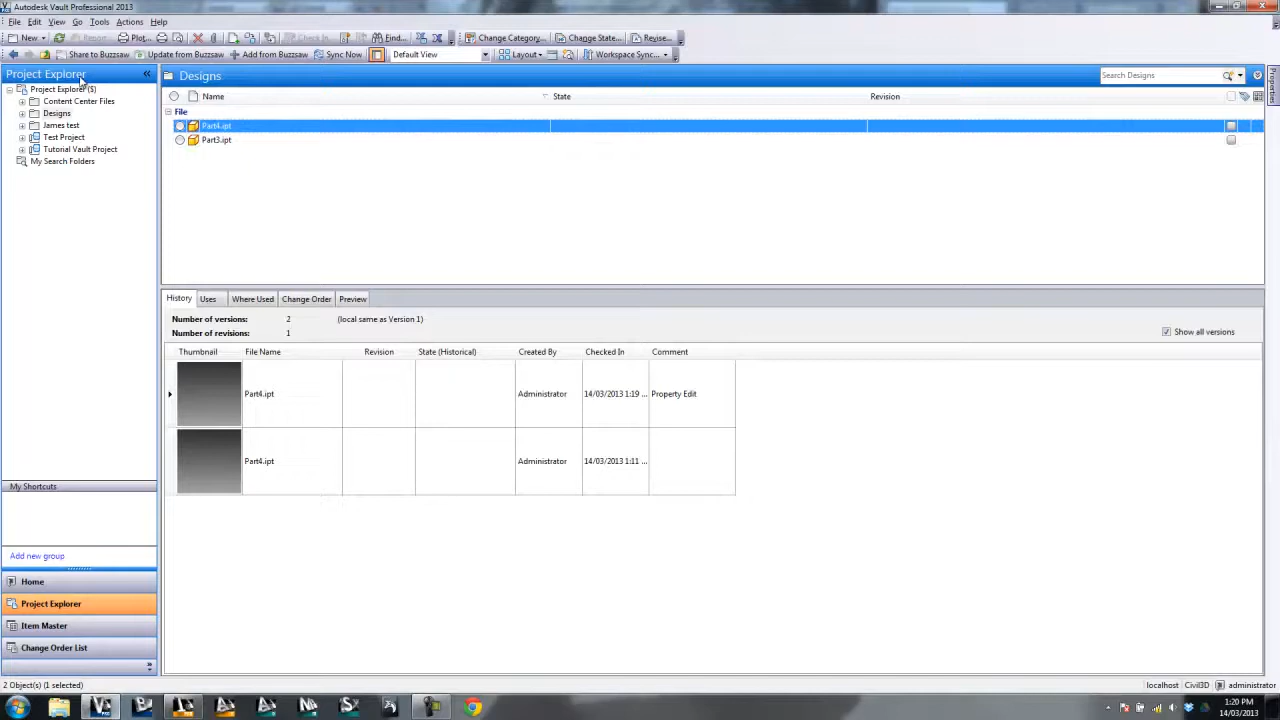 Autodesk Vault Professional 2013
File Edit View Go Tools Actions Help
New Report Plot... Check In... Find... Change Category... Change State... Revise...
Share to Buzzsaw Update from Buzzsaw Add from Buzzsaw Sync Now Default View Layout Workspace Sync...
Project Explorer «
Project Explorer ($)
Content Center Files
Designs
James test
Test Project
Tutorial Vault Project
My Search Folders
My Shortcuts
Add new group
Home
Project Explorer
Item Master
Change Order List
»
Designs Search Designs
Name State Revision
File
Part4.ipt
Part3.ipt
History Uses Where Used Change Order Preview
Number of versions: 2 (local same as Version 1)
Number of revisions: 1
Show all versions
Thumbnail File Name Revision State (Historical) Created By Checked In Comment
Part4.ipt Administrator 14/03/2013 1:19 ... Property Edit
Part4.ipt Administrator 14/03/2013 1:11 ...
Properties
2 Object(s) (1 selected) localhost Civil3D administrator
1:20 PM
14/03/2013